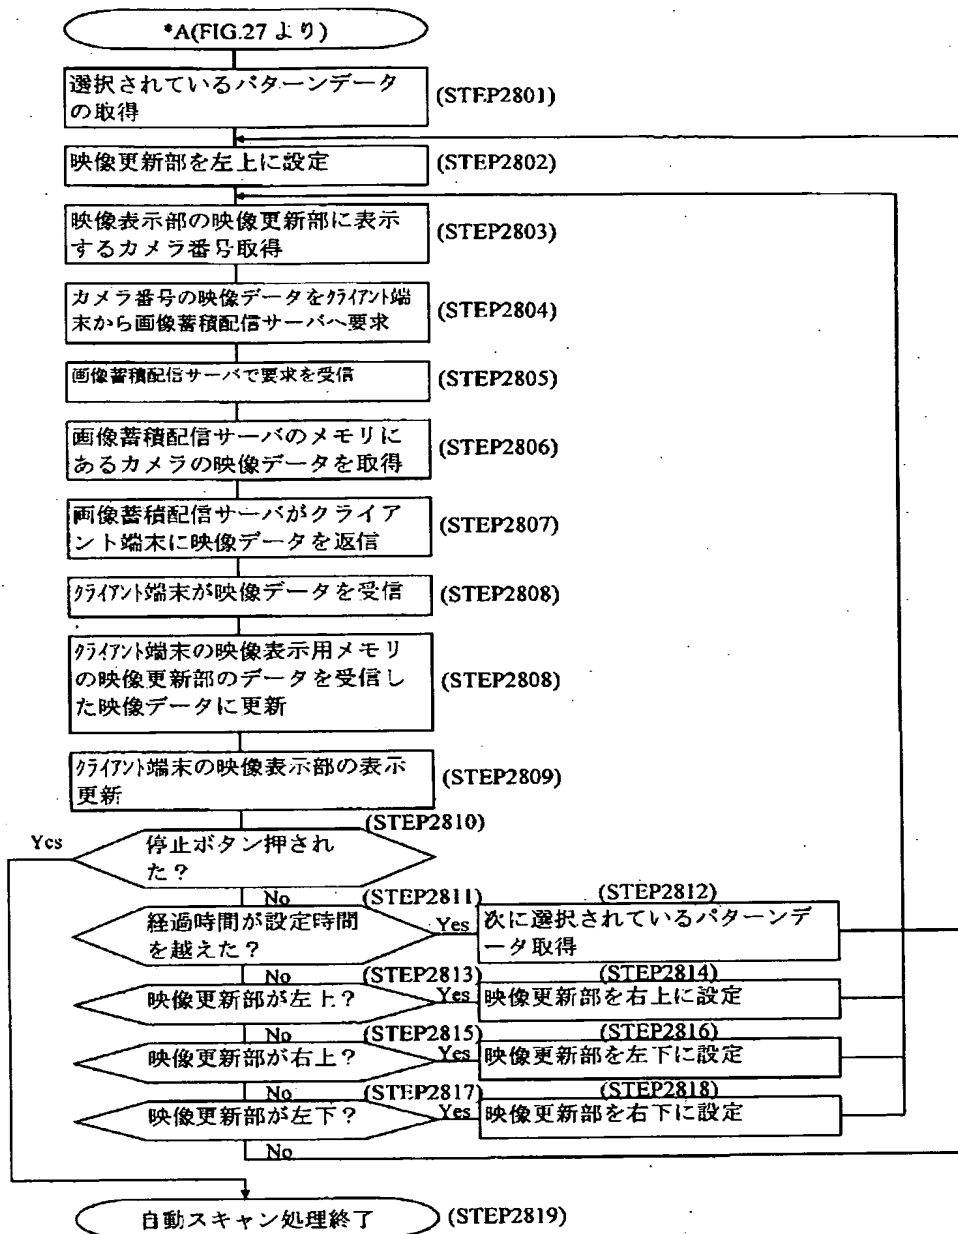 *A(FIG.27 より)
選択されているパターンデータ
の取得
(STEP2801)
映像更新部を左上に設定
(STEP2802)
映像表示部の映像更新部に表示
するカメラ番号取得
(STEP2803)
カメラ番号の映像データをクライアント端
末から画像蓄積配信サーバへ要求
(STEP2804)
画像蓄積配信サーバで要求を受信
(STEP2805)
画像蓄積配信サーバのメモリに
あるカメラの映像データを取得
(STEP2806)
画像蓄積配信サーバがクライア
ント端末に映像データを返信
(STEP2807)
クライアント端末が映像データを受信
(STEP2808)
クライアント端末の映像表示用メモリ
の映像更新部のデータを受信し
た映像データに更新
(STEP2808)
クライアント端末の映像表示部の表示
更新
(STEP2809)
(STEP2810)
Yes
停止ボタン押され
た?
No
(STEP2811)
(STEP2812)
経過時間が設定時間
を越えた?
Yes
次に選択されているパターンデ
ータ取得
No
(STEP2813)
(STEP2814)
映像更新部が左上?
Yes
映像更新部を右上に設定
No
(STEP2815)
(STEP2816)
映像更新部が右上?
Yes
映像更新部を左下に設定
No
(STEP2817)
(STEP2818)
映像更新部が左下?
Yes
映像更新部を右下に設定
No
自動スキャン処理終了
(STEP2819)